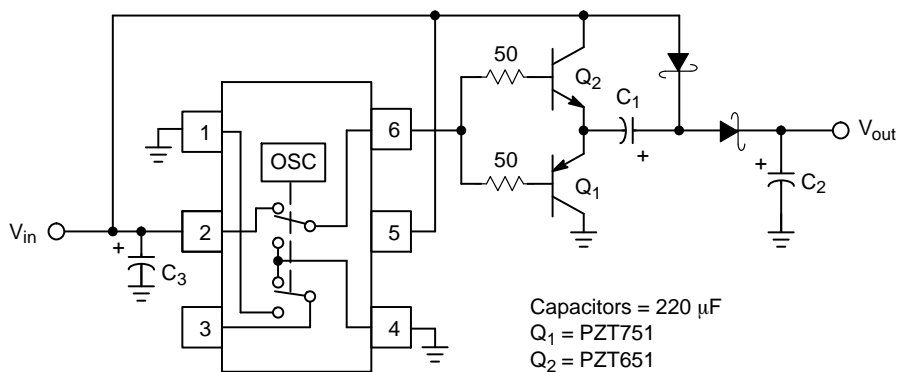 50
Q2
C1
+
Vout
1
6
OSC
50
Q1
+
C2
Vin
2
5
+
C3
3
4
Capacitors = 220 μF
Q1 = PZT751
Q2 = PZT651